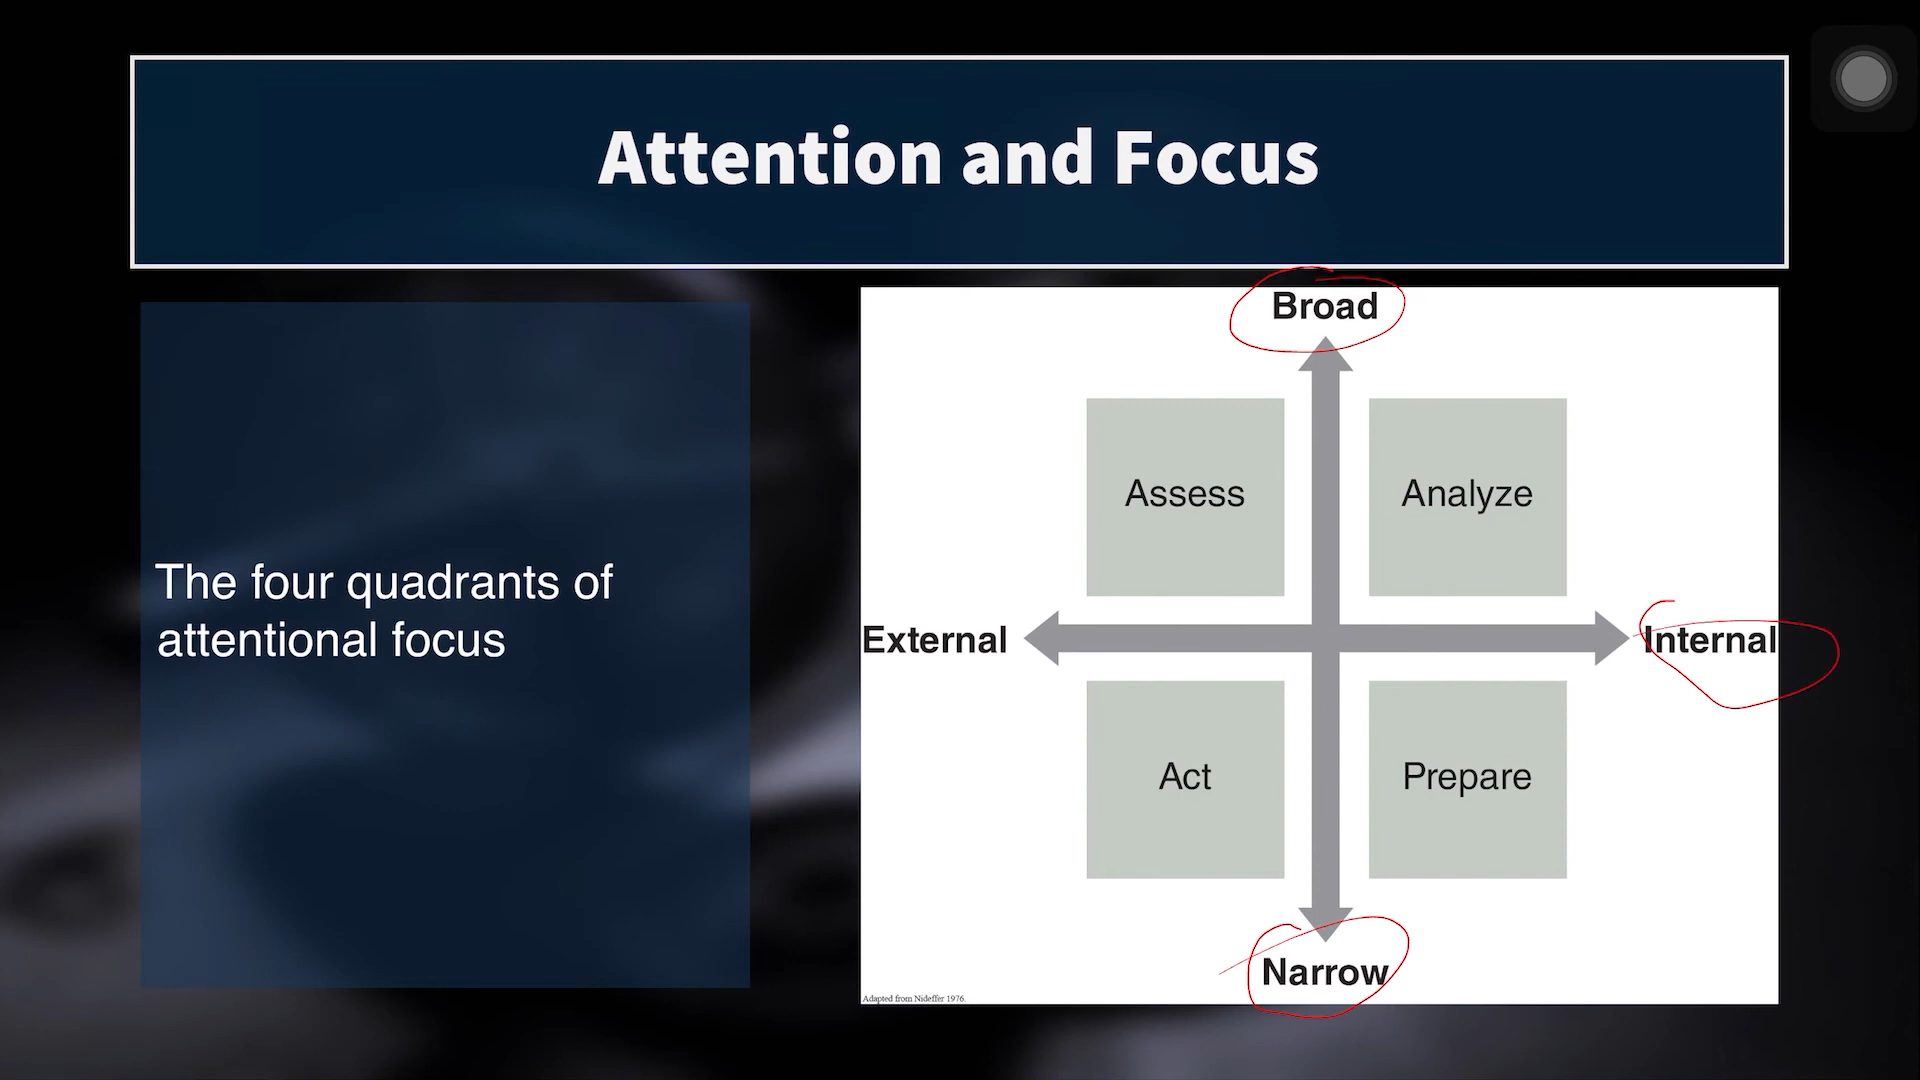 Attention and Focus
The four quadrants of
attentional focus
Broad
Assess
Analyze
External
Internal
Act
Prepare
Narrow
Adapted from Nideffer 1976.